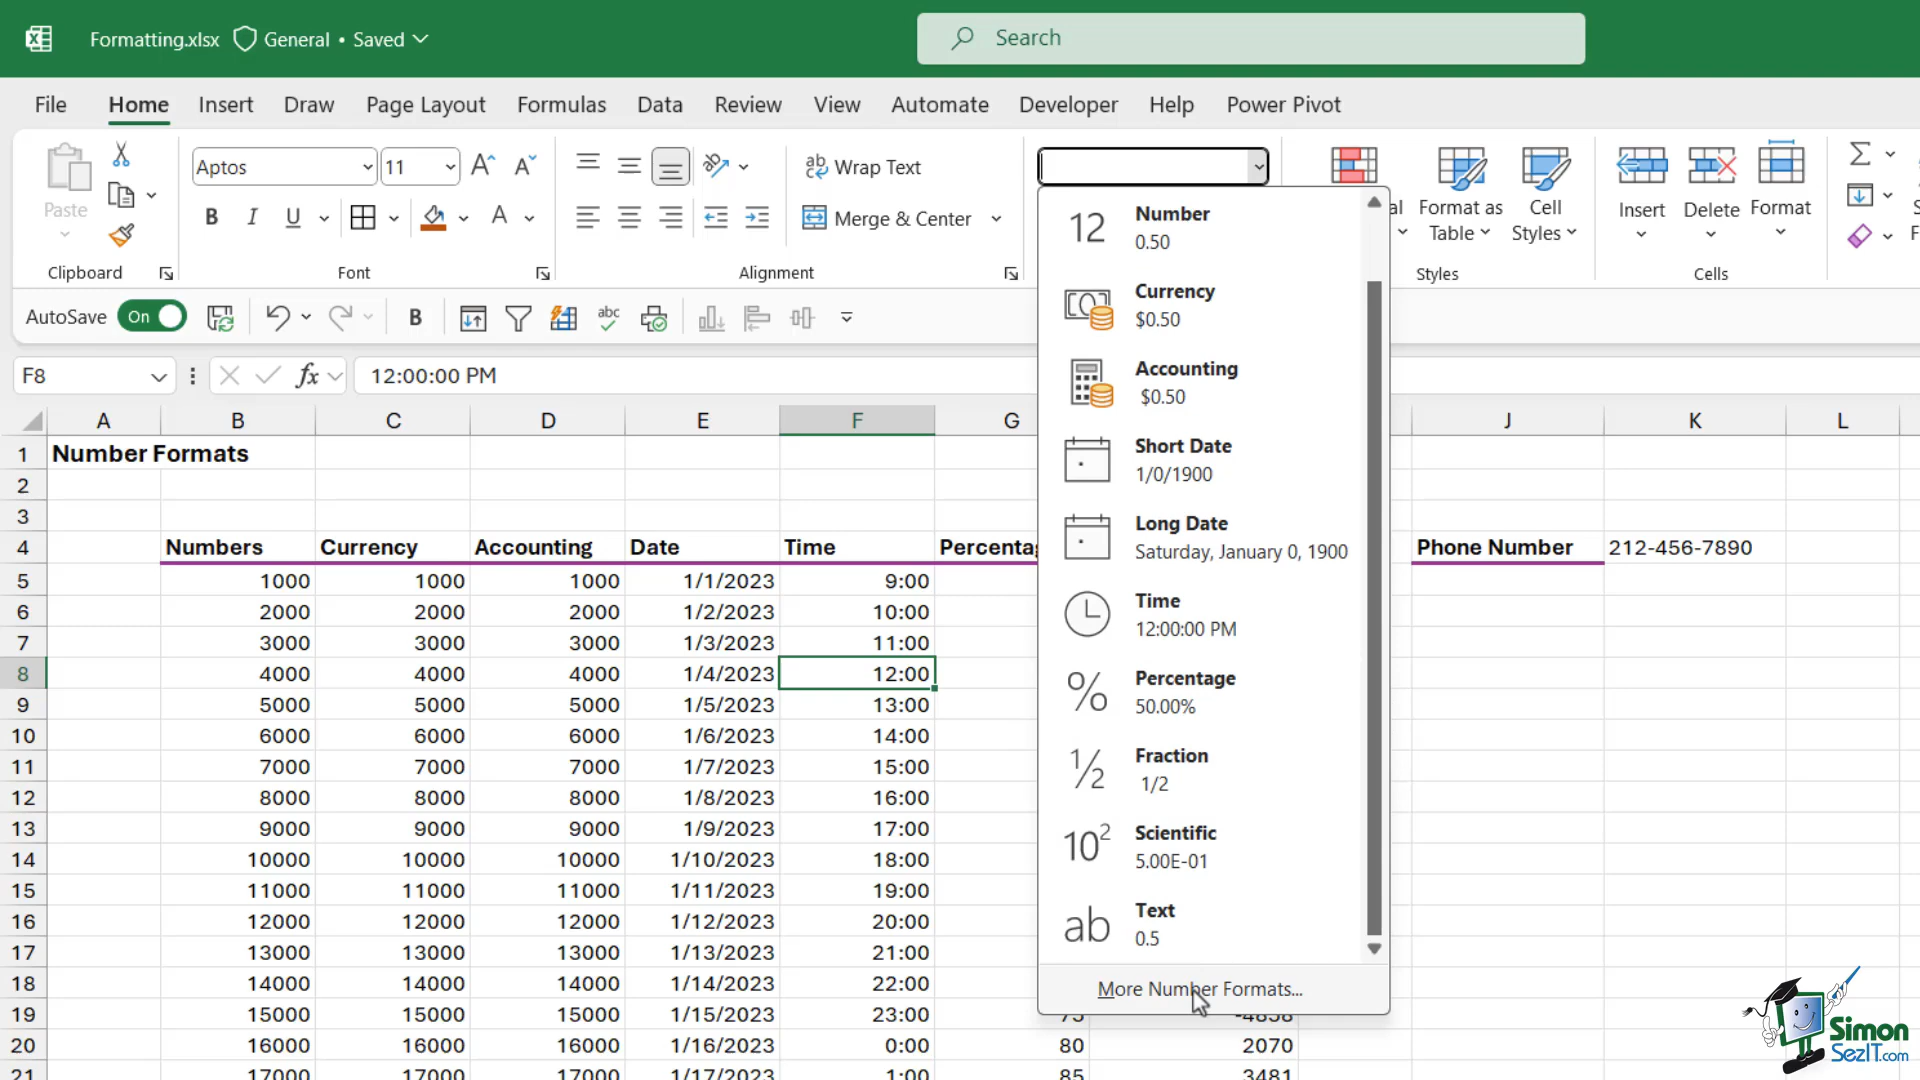 Formatting.xlsx General • Saved
Search
File Home Insert Draw Page Layout Formulas Data Review View Automate Developer Help Power Pivot
Paste
Clipboard
Aptos 11
B I U A
Font
ab Wrap Text
Merge & Center
Alignment
Format as Table
Cell Styles
Styles
Insert Delete Format
Cells
AutoSave On B abc
F8 fx 12:00:00 PM
A B C D E F G J K L
1 Number Formats
2
3
4 Numbers Currency Accounting Date Time Phone Number 212-456-7890
5 1000 1000 1000 1/1/2023 9:00
6 2000 2000 2000 1/2/2023 10:00
7 3000 3000 3000 1/3/2023 11:00
8 4000 4000 4000 1/4/2023 12:00
9 5000 5000 5000 1/5/2023 13:00
10 6000 6000 6000 1/6/2023 14:00
11 7000 7000 7000 1/7/2023 15:00
12 8000 8000 8000 1/8/2023 16:00
13 9000 9000 9000 1/9/2023 17:00
14 10000 10000 10000 1/10/2023 18:00
15 11000 11000 11000 1/11/2023 19:00
16 12000 12000 12000 1/12/2023 20:00
17 13000 13000 13000 1/13/2023 21:00
18 14000 14000 14000 1/14/2023 22:00
19 15000 15000 15000 1/15/2023 23:00 75 -4858
20 16000 16000 16000 1/16/2023 0:00 80 2070
21 17000 17000 17000 1/17/2023 1:00 85 3481
12 Number
0.50
Currency
$0.50
Accounting
$0.50
Short Date
1/0/1900
Long Date
Saturday, January 0, 1900
Time
12:00:00 PM
% Percentage
50.00%
1/2 Fraction
1/2
10² Scientific
5.00E-01
ab Text
0.5
More Number Formats...
Simon
SezIT.com